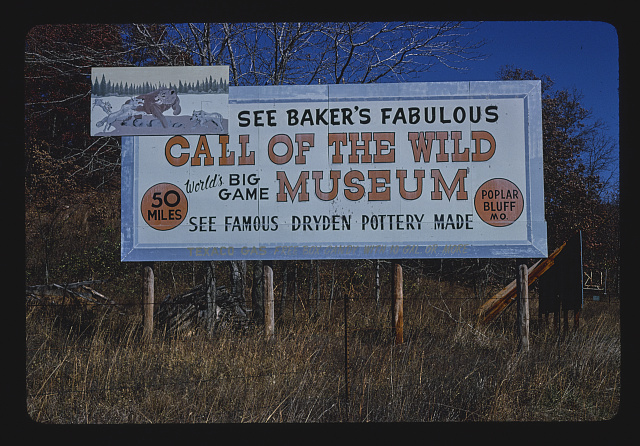 SEE BAKER'S FABULOUS
CALL OF THE WILD
World's BIG GAME MUSEUM
50 MILES
SEE FAMOUS DRYDEN POTTERY MADE
POPLAR BLUFF MO.